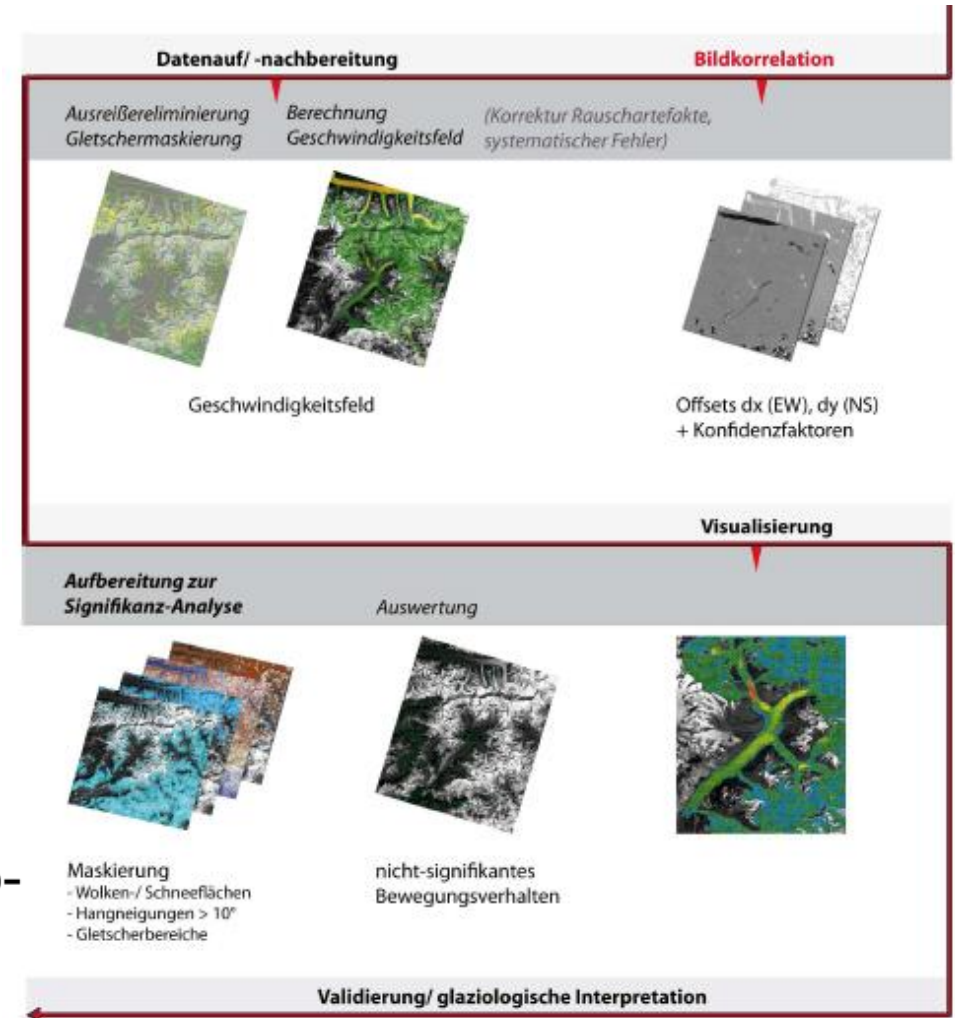 Datenauf/ -nachbereitung
Bildkorrelation
Ausreißereliminierung
Gletschermaskierung
Berechnung
Geschwindigkeitsfeld
(Korrektur Rauschartefakte,
systematischer Fehler)
Geschwindigkeitsfeld
Offsets dx (EW), dy (NS)
+ Konfidenzfaktoren
Visualisierung
Aufbereitung zur
Signifikanz-Analyse
Auswertung
Maskierung
- Wolken-/ Schneeflächen
- Hangneigungen > 10°
- Gletscherbereiche
nicht-signifikantes
Bewegungsverhalten
Validierung/ glaziologische Interpretation